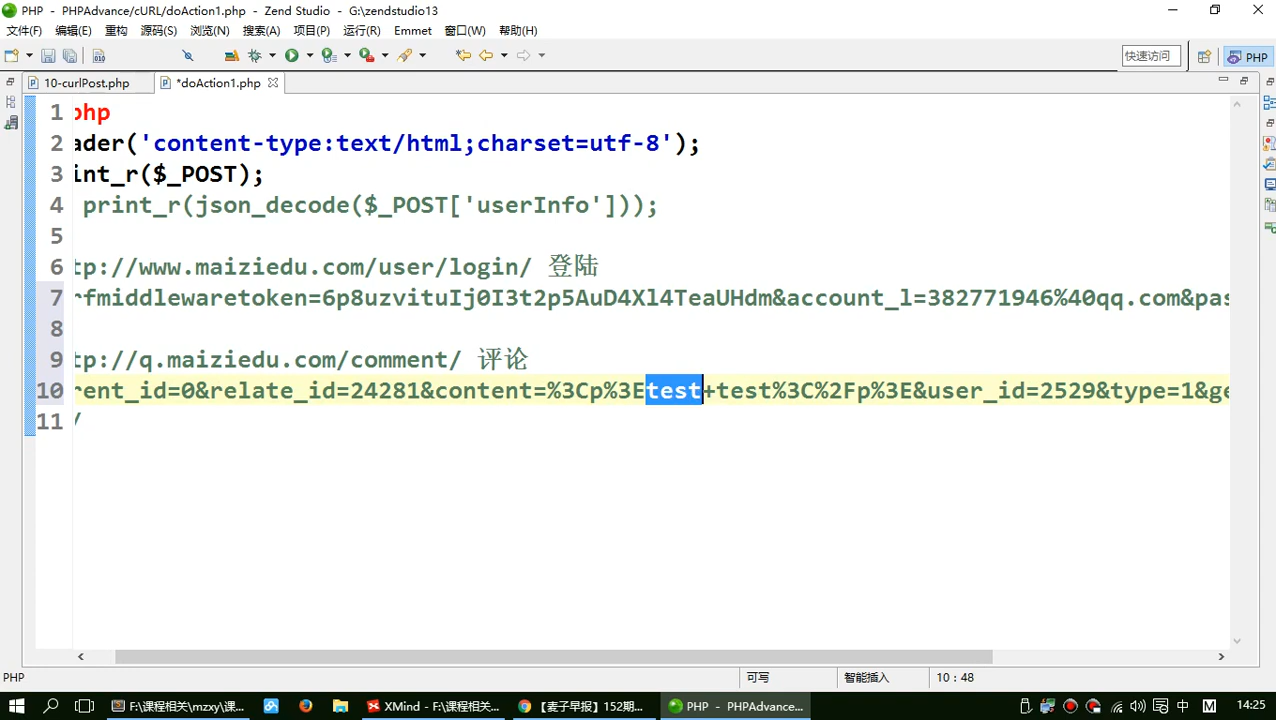 PHP - PHPAdvance/cURL/doAction1.php - Zend Studio - G:\zendstudio13
文件(F) 编辑(E) 重构 源码(S) 浏览(N) 搜索(A) 项目(P) 运行(R) Emmet 窗口(W) 帮助(H)
快速访问 PHP
10-curlPost.php *doAction1.php
1 php
2 ader('content-type:text/html;charset=utf-8');
3 int_r($_POST);
4 print_r(json_decode($_POST['userInfo']));
5
6 tp://www.maiziedu.com/user/login/ 登陆
7 rfmiddlewaretoken=6p8uzvituIj0I3t2p5AuD4Xl4TeaUHdm&account_l=382771946%40qq.com&pas
8
9 tp://q.maiziedu.com/comment/ 评论
10 rent_id=0&relate_id=24281&content=%3Cp%3Etest+test%3C%2Fp%3E&user_id=2529&type=1&ge
11 /
PHP 可写 智能插入 10 : 48
F:\课程相关\mzxy\课... XMind - F:\课程相关... 【麦子早报】152期... PHP - PHPAdvance... 中 M 14:25